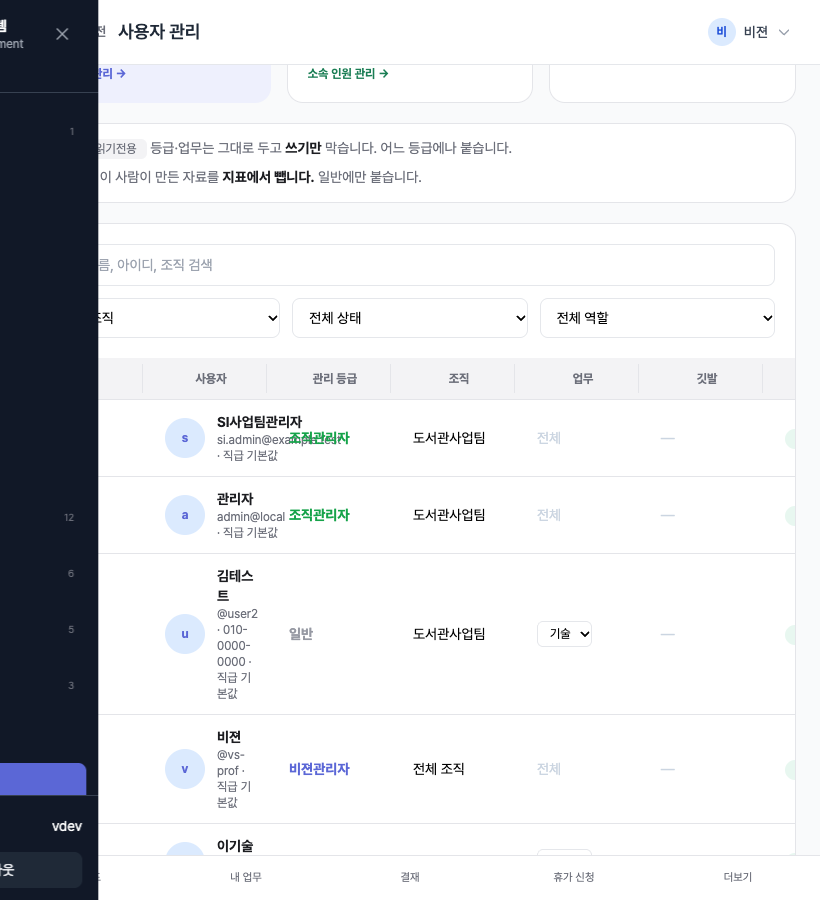 ment
전 사용자 관리
비 비젼
관리 →
소속 인원 관리 →
읽기전용 등급·업무는 그대로 두고 쓰기만 막습니다. 어느 등급에나 붙습니다.
이 사람이 만든 자료를 지표에서 뺍니다. 일반에만 붙습니다.
름, 아이디, 조직 검색
조직 전체 상태 전체 역할
사용자 관리 등급 조직 업무 깃발
s SI사업팀관리자
si.admin@example.test
· 직급 기본값
조직관리자 도서관사업팀 전체 —
a 관리자
admin@local
· 직급 기본값
조직관리자 도서관사업팀 전체 —
u 김테스
트
@user2
· 010-
0000-
0000 ·
직급 기
본값
일반 도서관사업팀 기술 —
v 비젼
@vs-
prof ·
직급 기
본값
비젼관리자 전체 조직 전체 —
이기술
1
12
6
5
3
vdev
아웃
내 업무 결재 휴가 신청 더보기